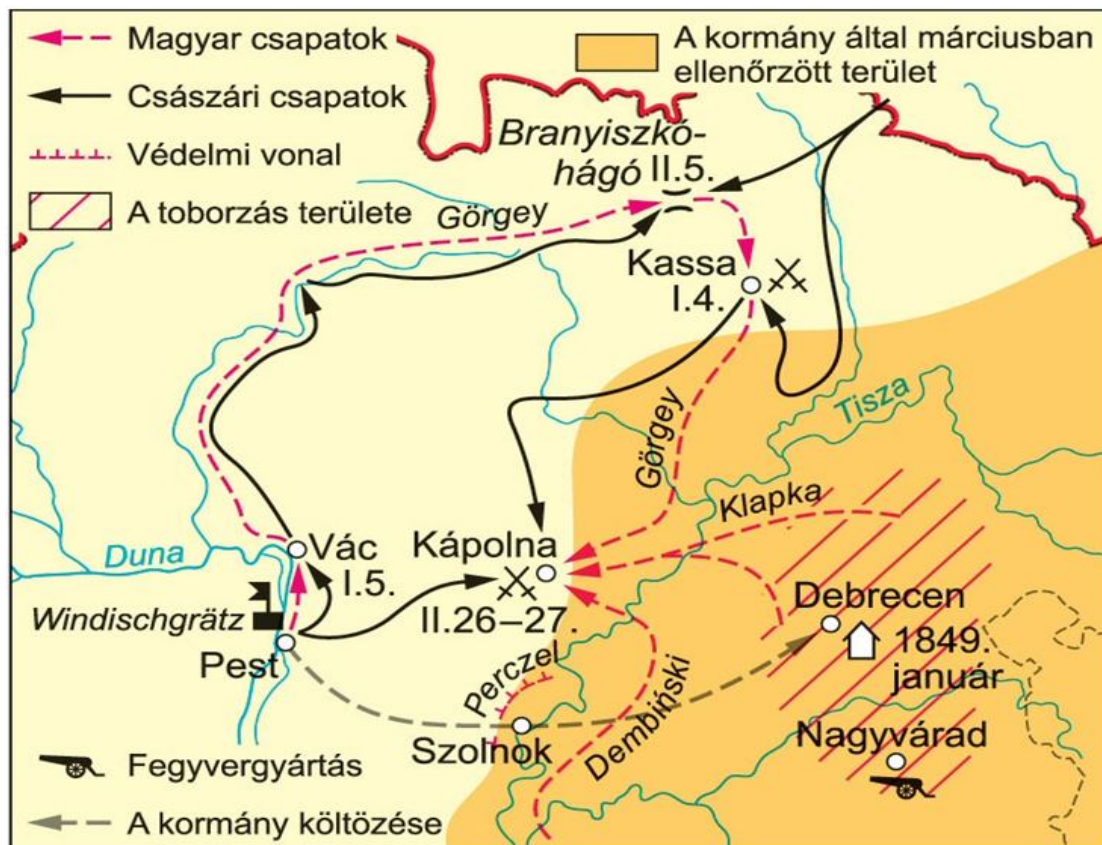 Magyar csapatok
Császári csapatok
Védelmi vonal
A toborzás területe
A kormány által márciusban
ellenőrzött terület
Branyiszkó-
hágó II.5.
Görgey
Kassa
I.4.
Görgey
Tisza
Klapka
Duna
Vác
I.5.
Kápolna
II.26–27.
Windischgrätz
Pest
Debrecen
1849.
január
Perczel
Szolnok
Dembiński
Nagyvárad
Fegyvergyártás
A kormány költözése